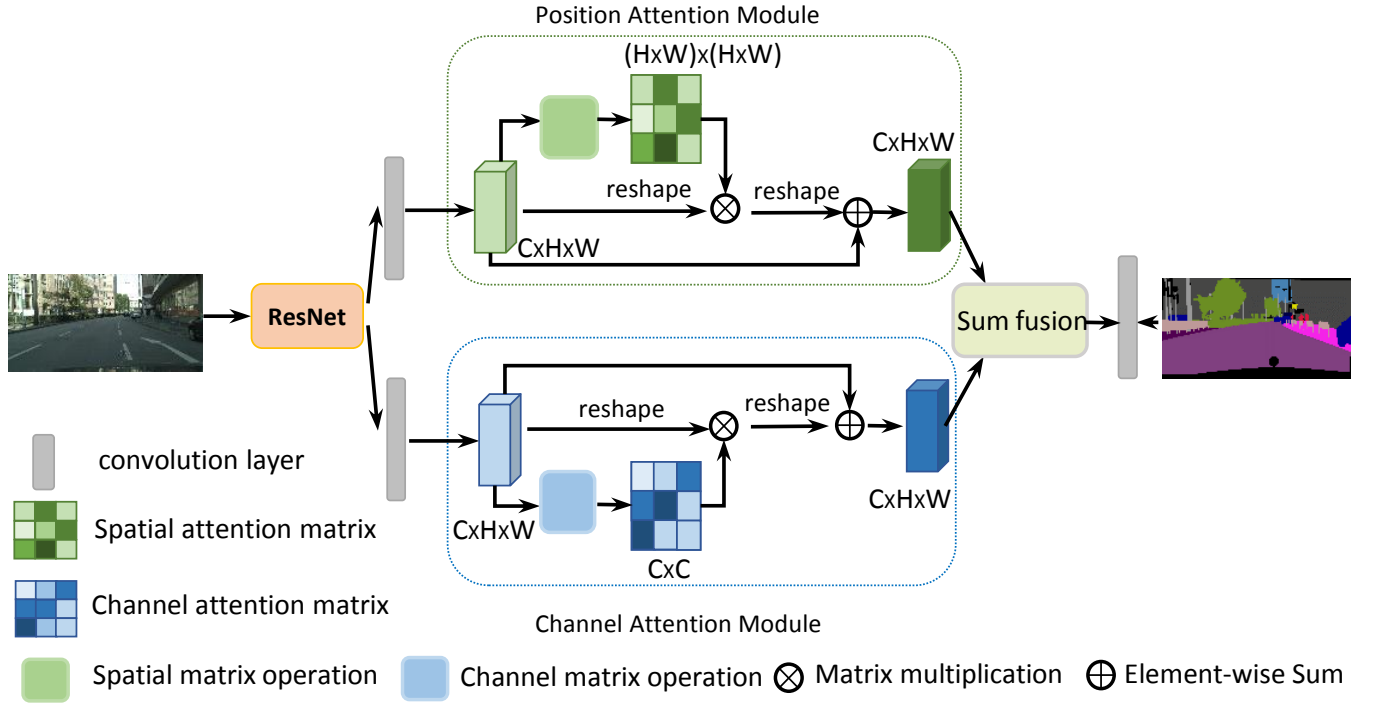 Position Attention Module
(HxW)x(HxW)
CxHxW
reshape
reshape
CxHxW
ResNet
Sum fusion
reshape
reshape
CxHxW
CxHxW
CxC
Channel Attention Module
convolution layer
Spatial attention matrix
Channel attention matrix
Spatial matrix operation
Channel matrix operation
Matrix multiplication
Element-wise Sum